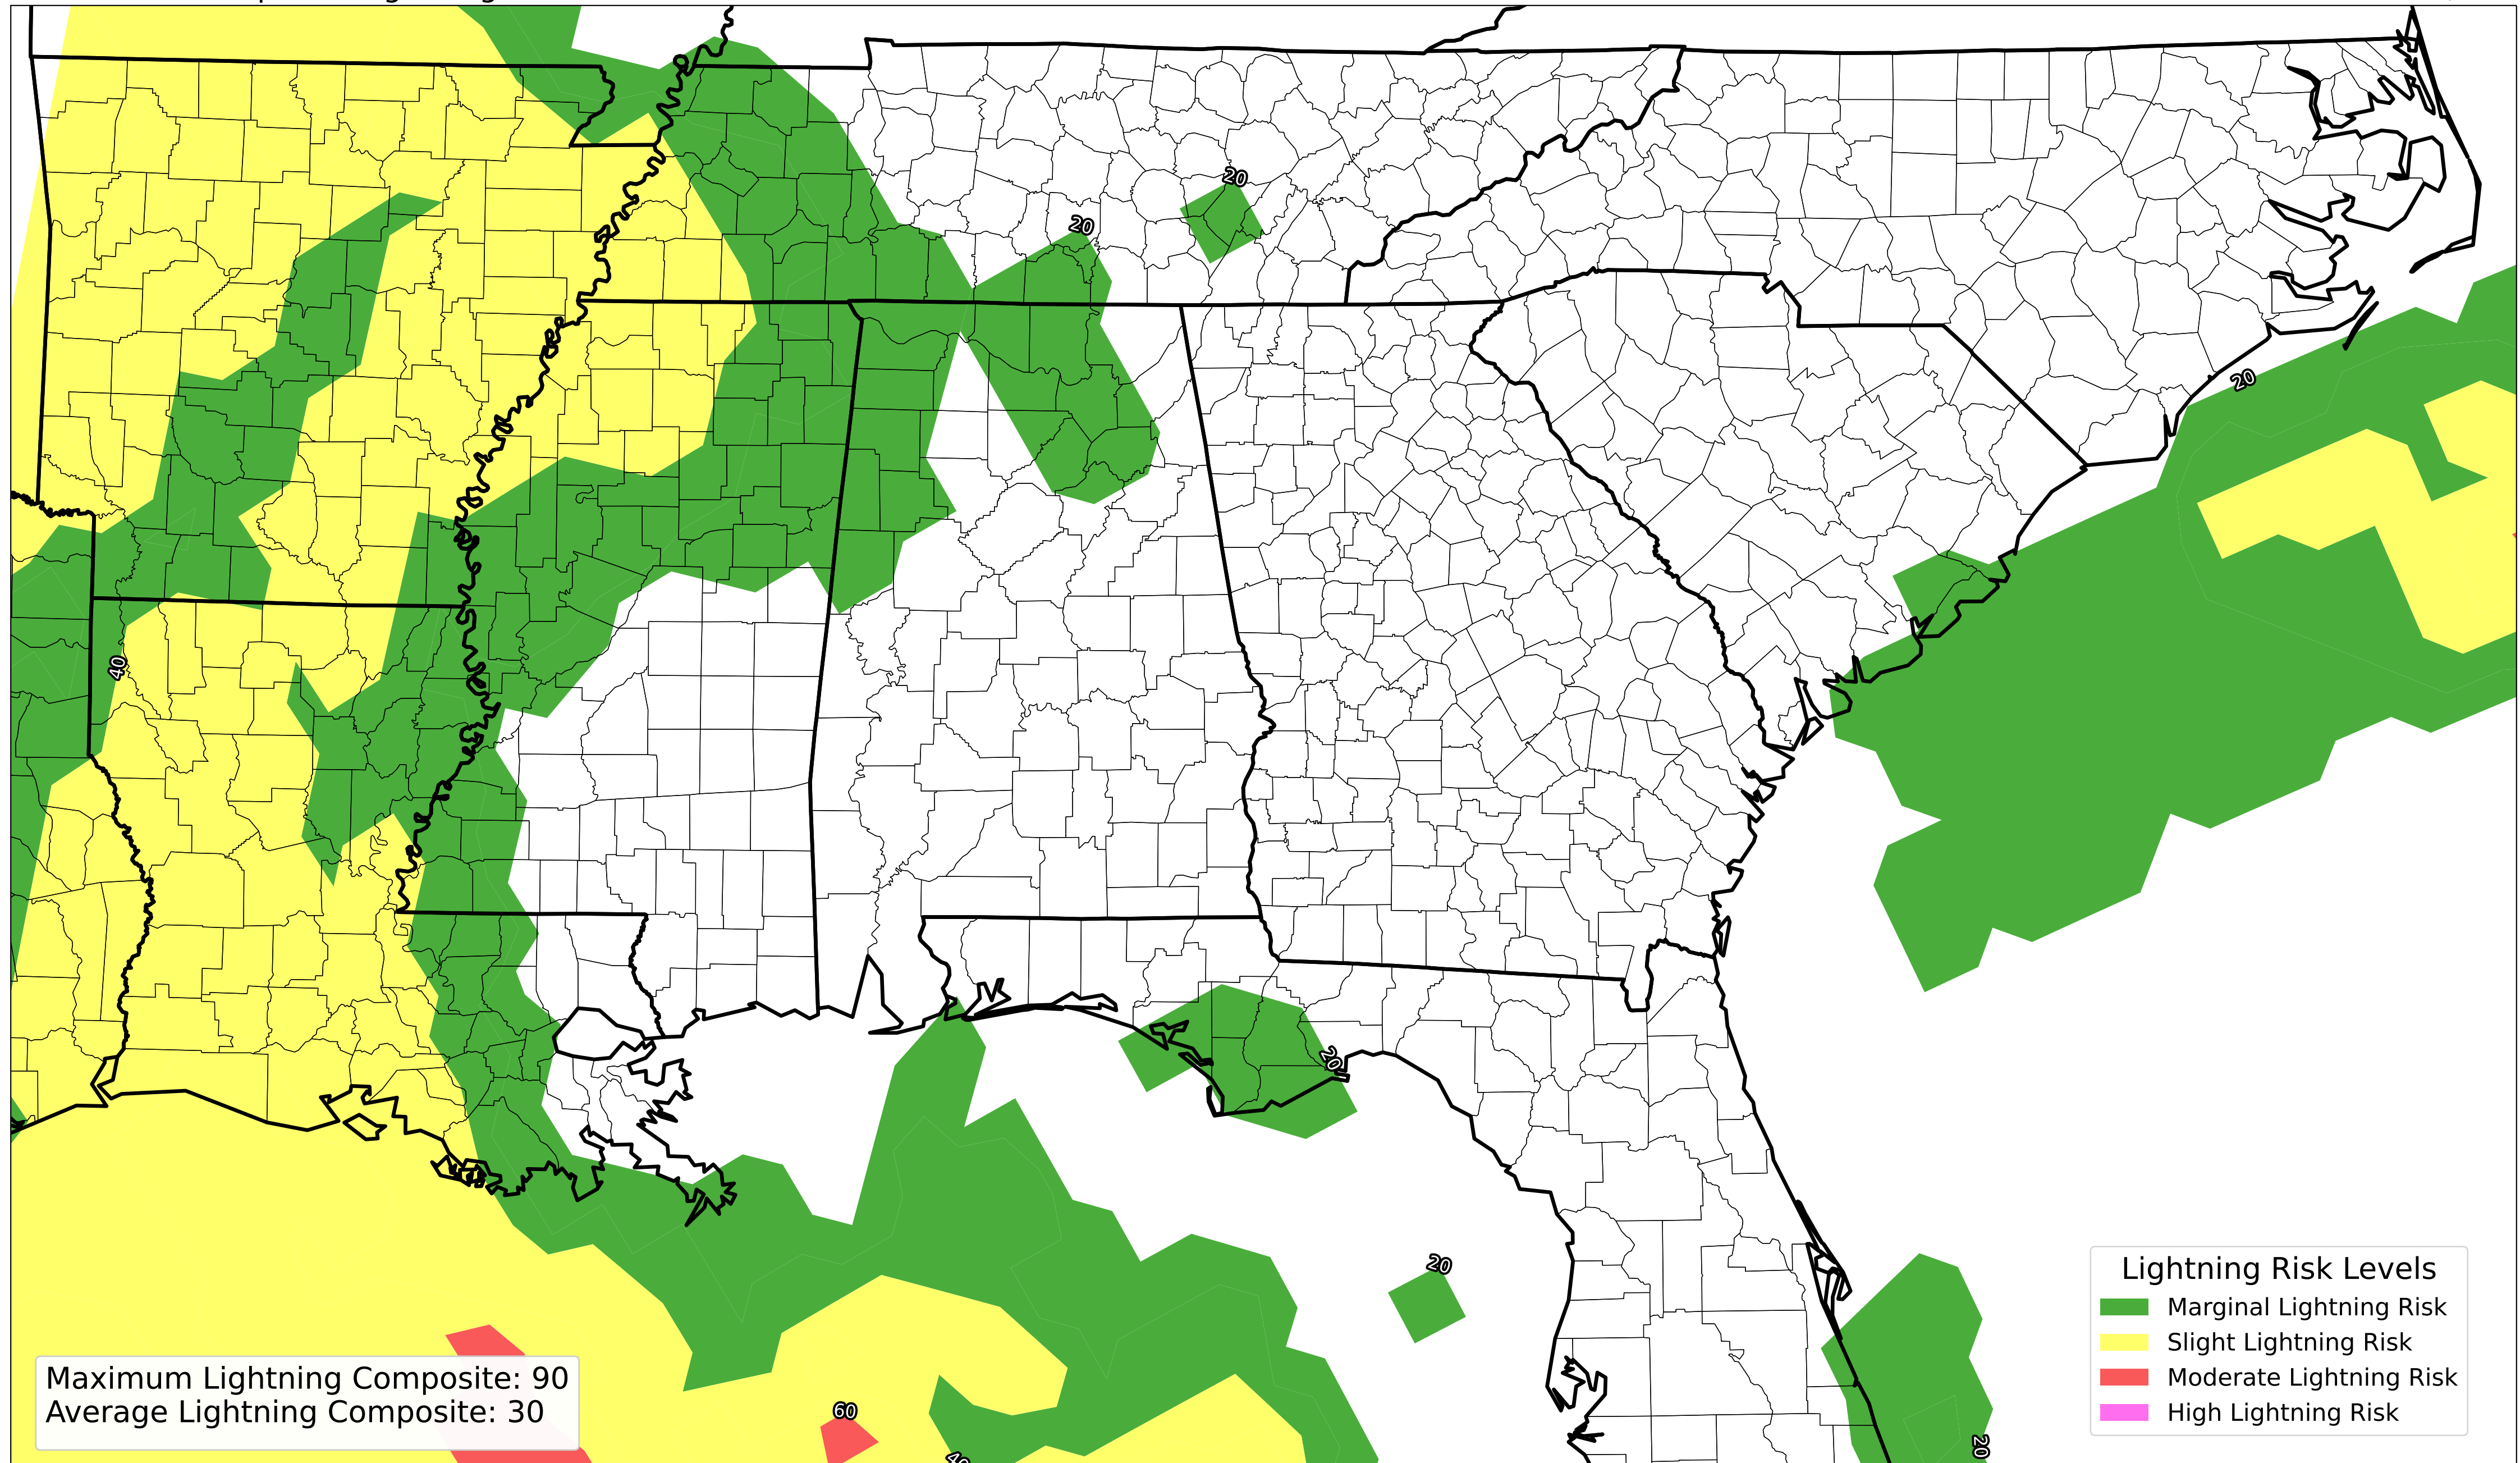 20
20
20
40
20
20
60
40
20
Lightning Risk Levels
Marginal Lightning Risk
Slight Lightning Risk
Moderate Lightning Risk
High Lightning Risk
Maximum Lightning Composite: 90
Average Lightning Composite: 30